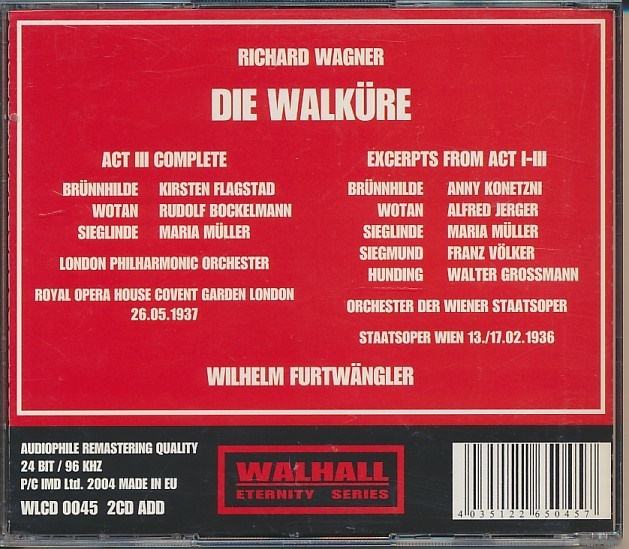 RICHARD WAGNER
DIE WALKÜRE
ACT III COMPLETE
BRÜNNHILDE KIRSTEN FLAGSTAD
WOTAN RUDOLF BOCKELMANN
SIEGLINDE MARIA MÜLLER
LONDON PHILHARMONIC ORCHESTER
ROYAL OPERA HOUSE COVENT GARDEN LONDON
26.05.1937
EXCERPTS FROM ACT I-III
BRÜNNHILDE ANNY KONETZNI
WOTAN ALFRED JERGER
SIEGLINDE MARIA MÜLLER
SIEGMUND FRANZ VÖLKER
HUNDING WALTER GROSSMANN
ORCHESTER DER WIENER STAATSOPER
STAATSOPER WIEN 13./17.02.1936
WILHELM FURTWÄNGLER
AUDIOPHILE REMASTERING QUALITY
24 BIT / 96 KHZ
P/C IMD Ltd. 2004 MADE IN EU
WLCD 0045 2CD ADD
WALHALL
ETERNITY SERIES
4 035122 650457